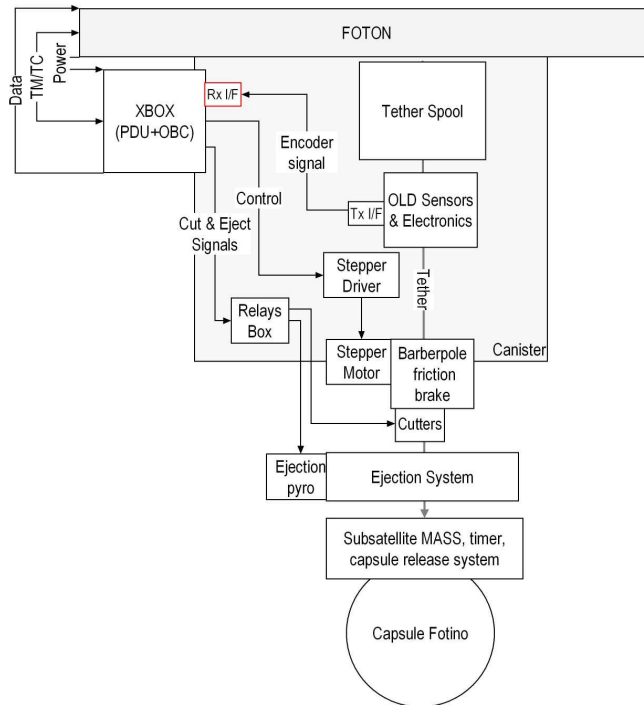 FOTON
Data
TM/TC
Power
XBOX
(PDU+OBC)
Rx I/F
Tether Spool
Encoder
signal
Tx I/F
OLD Sensors
& Electronics
Control
Cut & Eject
Signals
Tether
Stepper
Driver
Relays
Box
Stepper
Motor
Barberpole
friction
brake
Canister
Cutters
Ejection
pyro
Ejection System
Subsatellite MASS, timer,
capsule release system
Capsule Fotino